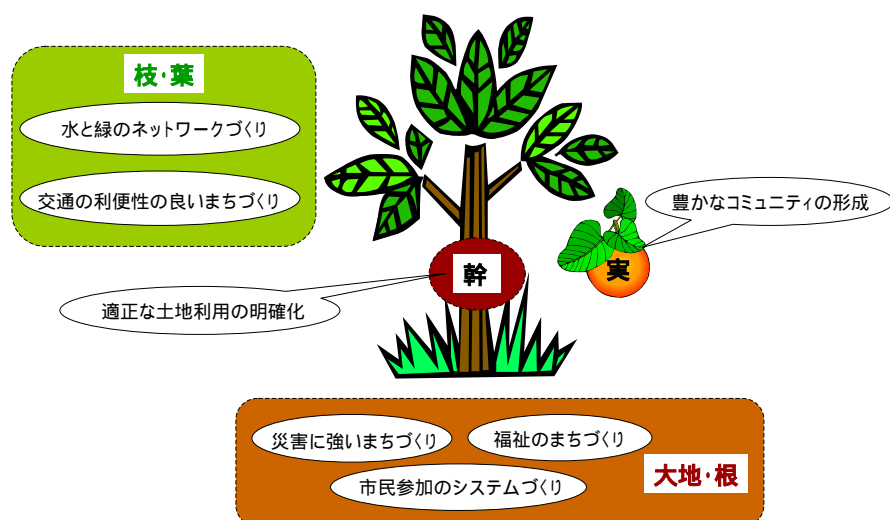 枝・葉
水と緑のネットワークづくり
交通の利便性の良いまちづくり
豊かなコミュニティの形成
実
幹
適正な土地利用の明確化
災害に強いまちづくり
福祉のまちづくり
大地・根
市民参加のシステムづくり